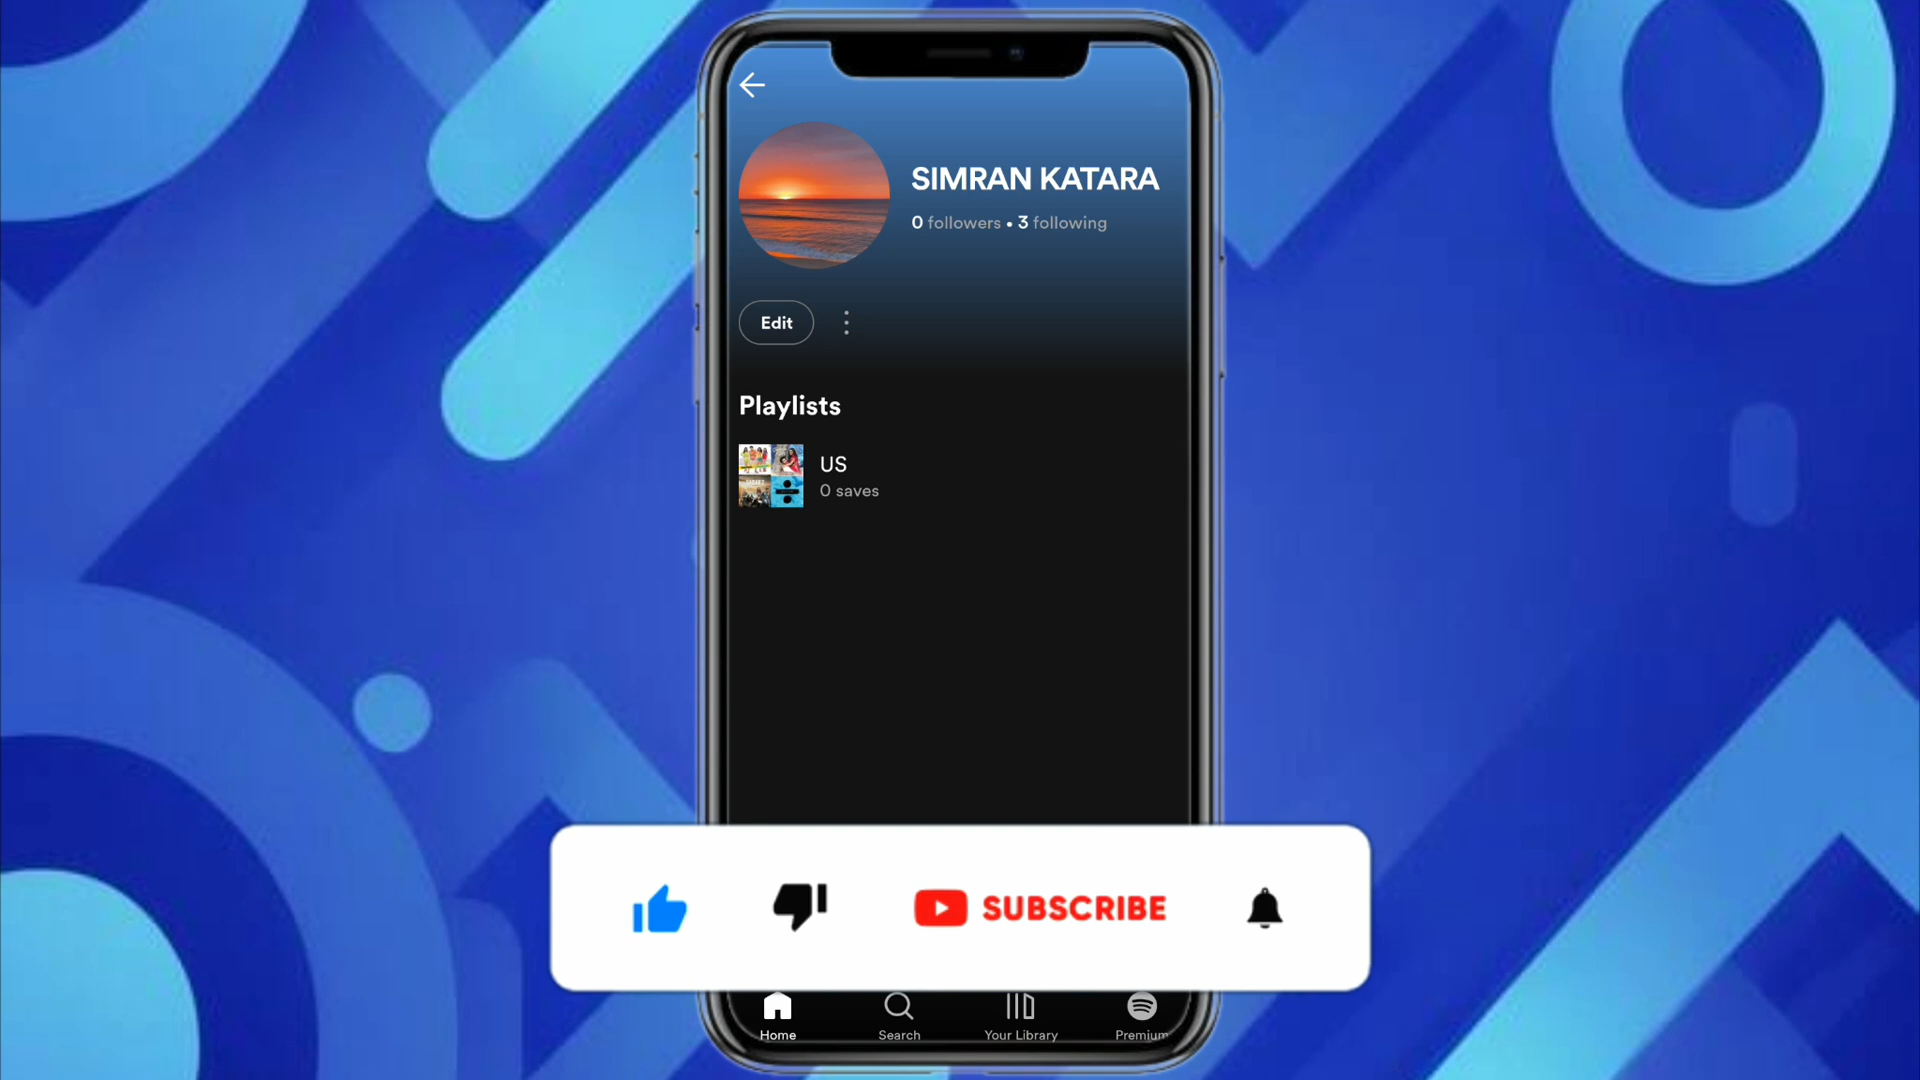 SIMRAN KATARA
0 followers • 3 following
Edit
Playlists
US
0 saves
SUBSCRIBE
Home
Search
Your Library
Premium